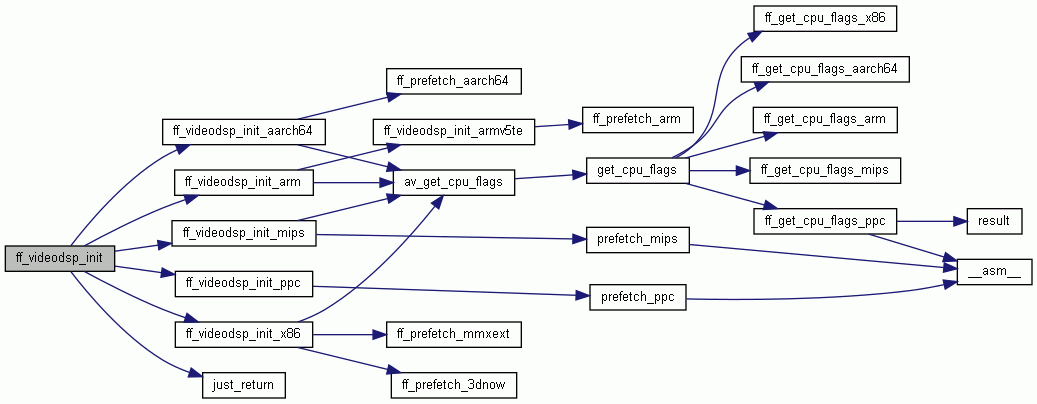 ff_get_cpu_flags_x86
ff_get_cpu_flags_aarch64
ff_prefetch_aarch64
ff_get_cpu_flags_arm
ff_prefetch_arm
ff_videodsp_init_aarch64
ff_videodsp_init_armv5te
get_cpu_flags
ff_get_cpu_flags_mips
ff_videodsp_init_arm
av_get_cpu_flags
ff_get_cpu_flags_ppc
result
ff_videodsp_init_mips
prefetch_mips
ff_videodsp_init
__asm__
ff_videodsp_init_ppc
prefetch_ppc
ff_videodsp_init_x86
ff_prefetch_mmxext
just_return
ff_prefetch_3dnow